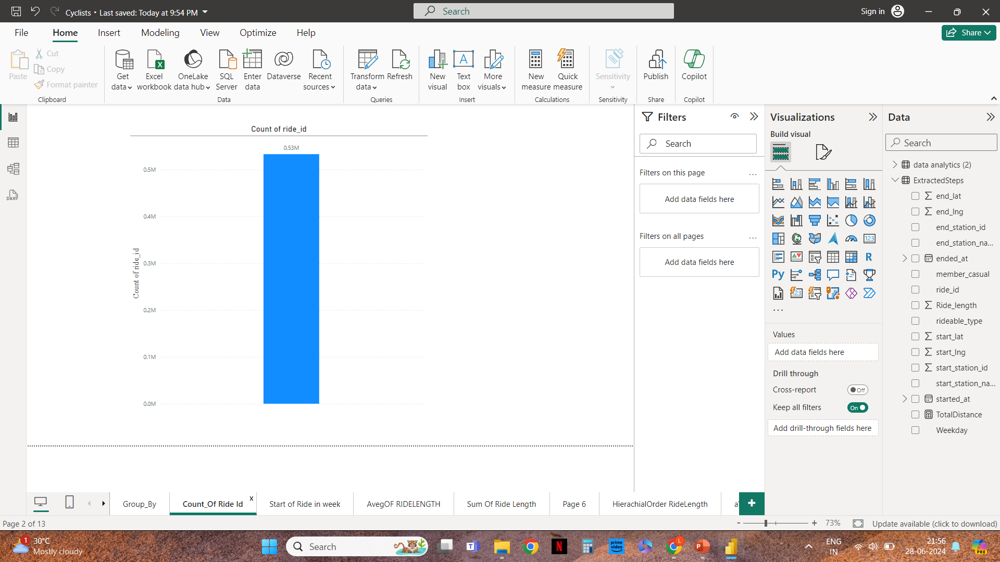 Cyclists • Last saved: Today at 9:54 PM
Search
Sign in
File
Home
Insert
Modeling
View
Optimize
Help
Share
Paste
Cut
Copy
Format painter
Clipboard
Get data
Excel workbook
OneLake data hub
SQL Server
Enter data
Dataverse
Recent sources
Data
Transform data
Refresh
Queries
New visual
Text box
More visuals
Insert
New measure
Quick measure
Calculations
Sensitivity
Sensitivity
Publish
Share
Copilot
Copilot
Count of ride_id
0.53M
0.5M
0.4M
0.3M
0.2M
0.1M
0.0M
Count of ride_id
Filters
Search
Filters on this page
...
Add data fields here
Filters on all pages
...
Add data fields here
Visualizations
Build visual
123
R
Py
123
...
Values
Add data fields here
Drill through
Cross-report
Off
Keep all filters
On
Add drill-through fields here
Data
Search
data analytics (2)
ExtractedSteps
end_lat
end_lng
end_station_id
end_station_na...
ended_at
member_casual
ride_id
Ride_length
rideable_type
start_lat
start_lng
start_station_id
start_station_na...
started_at
TotalDistance
Weekday
DAX
Group_By
Count_Of Ride Id
x
Start of Ride in week
AvegOF RIDELENGTH
Sum Of Ride Length
Page 6
HierachialOrder RideLength
+
Page 2 of 13
- + 73%
Update available (click to download)
1
30°C
Mostly cloudy
Search
prime video
L
ENG
IN
21:56
28-06-2024
PRE